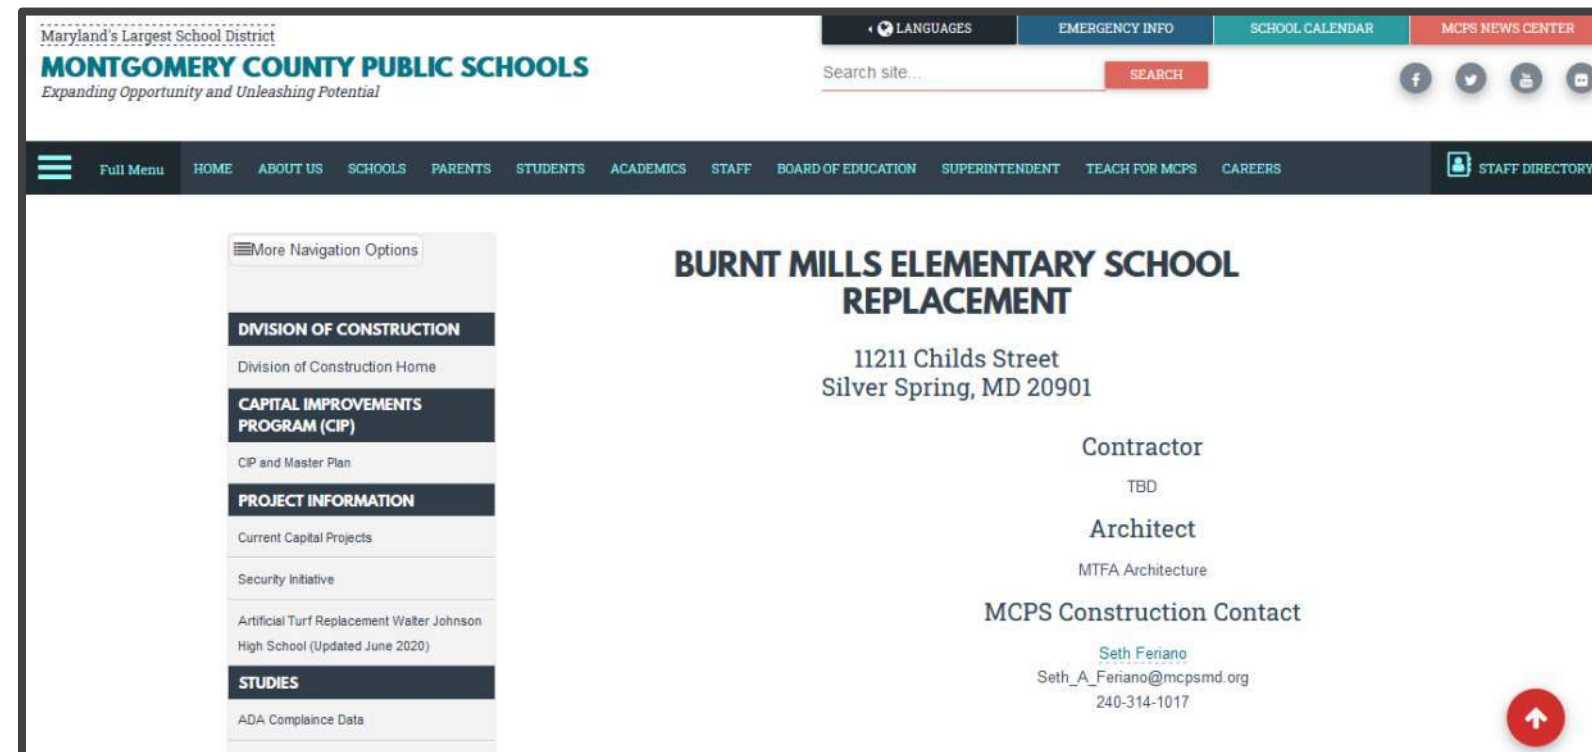 Maryland's Largest School District
MONTGOMERY COUNTY PUBLIC SCHOOLS
Expanding Opportunity and Unleashing Potential
LANGUAGES
EMERGENCY INFO
SCHOOL CALENDAR
MCPS NEWS CENTER
Search site...
SEARCH
Full Menu
HOME
ABOUT US
SCHOOLS
PARENTS
STUDENTS
ACADEMICS
STAFF
BOARD OF EDUCATION
SUPERINTENDENT
TEACH FOR MCPS
CAREERS
STAFF DIRECTORY
More Navigation Options
DIVISION OF CONSTRUCTION
Division of Construction Home
CAPITAL IMPROVEMENTS
PROGRAM (CIP)
CIP and Master Plan
PROJECT INFORMATION
Current Capital Projects
Security Initiative
Artificial Turf Replacement Walter Johnson
High School (Updated June 2020)
STUDIES
ADA Complaince Data
BURNT MILLS ELEMENTARY SCHOOL
REPLACEMENT
11211 Childs Street
Silver Spring, MD 20901
Contractor
TBD
Architect
MTFA Architecture
MCPS Construction Contact
Seth Feriano
Seth_A_Feriano@mcpsmd.org
240-314-1017